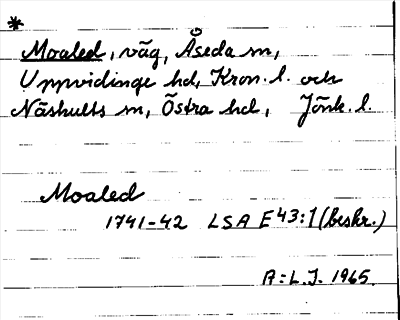 *
Moaled, väg, Åseda sn,
Uppvidinge hd, Kron. l. och
Näshults sn, Östra hd, Jönk. l.
Moaled
1741-42 LSA E 43:1 (beskr.)
A:L.J. 1965.